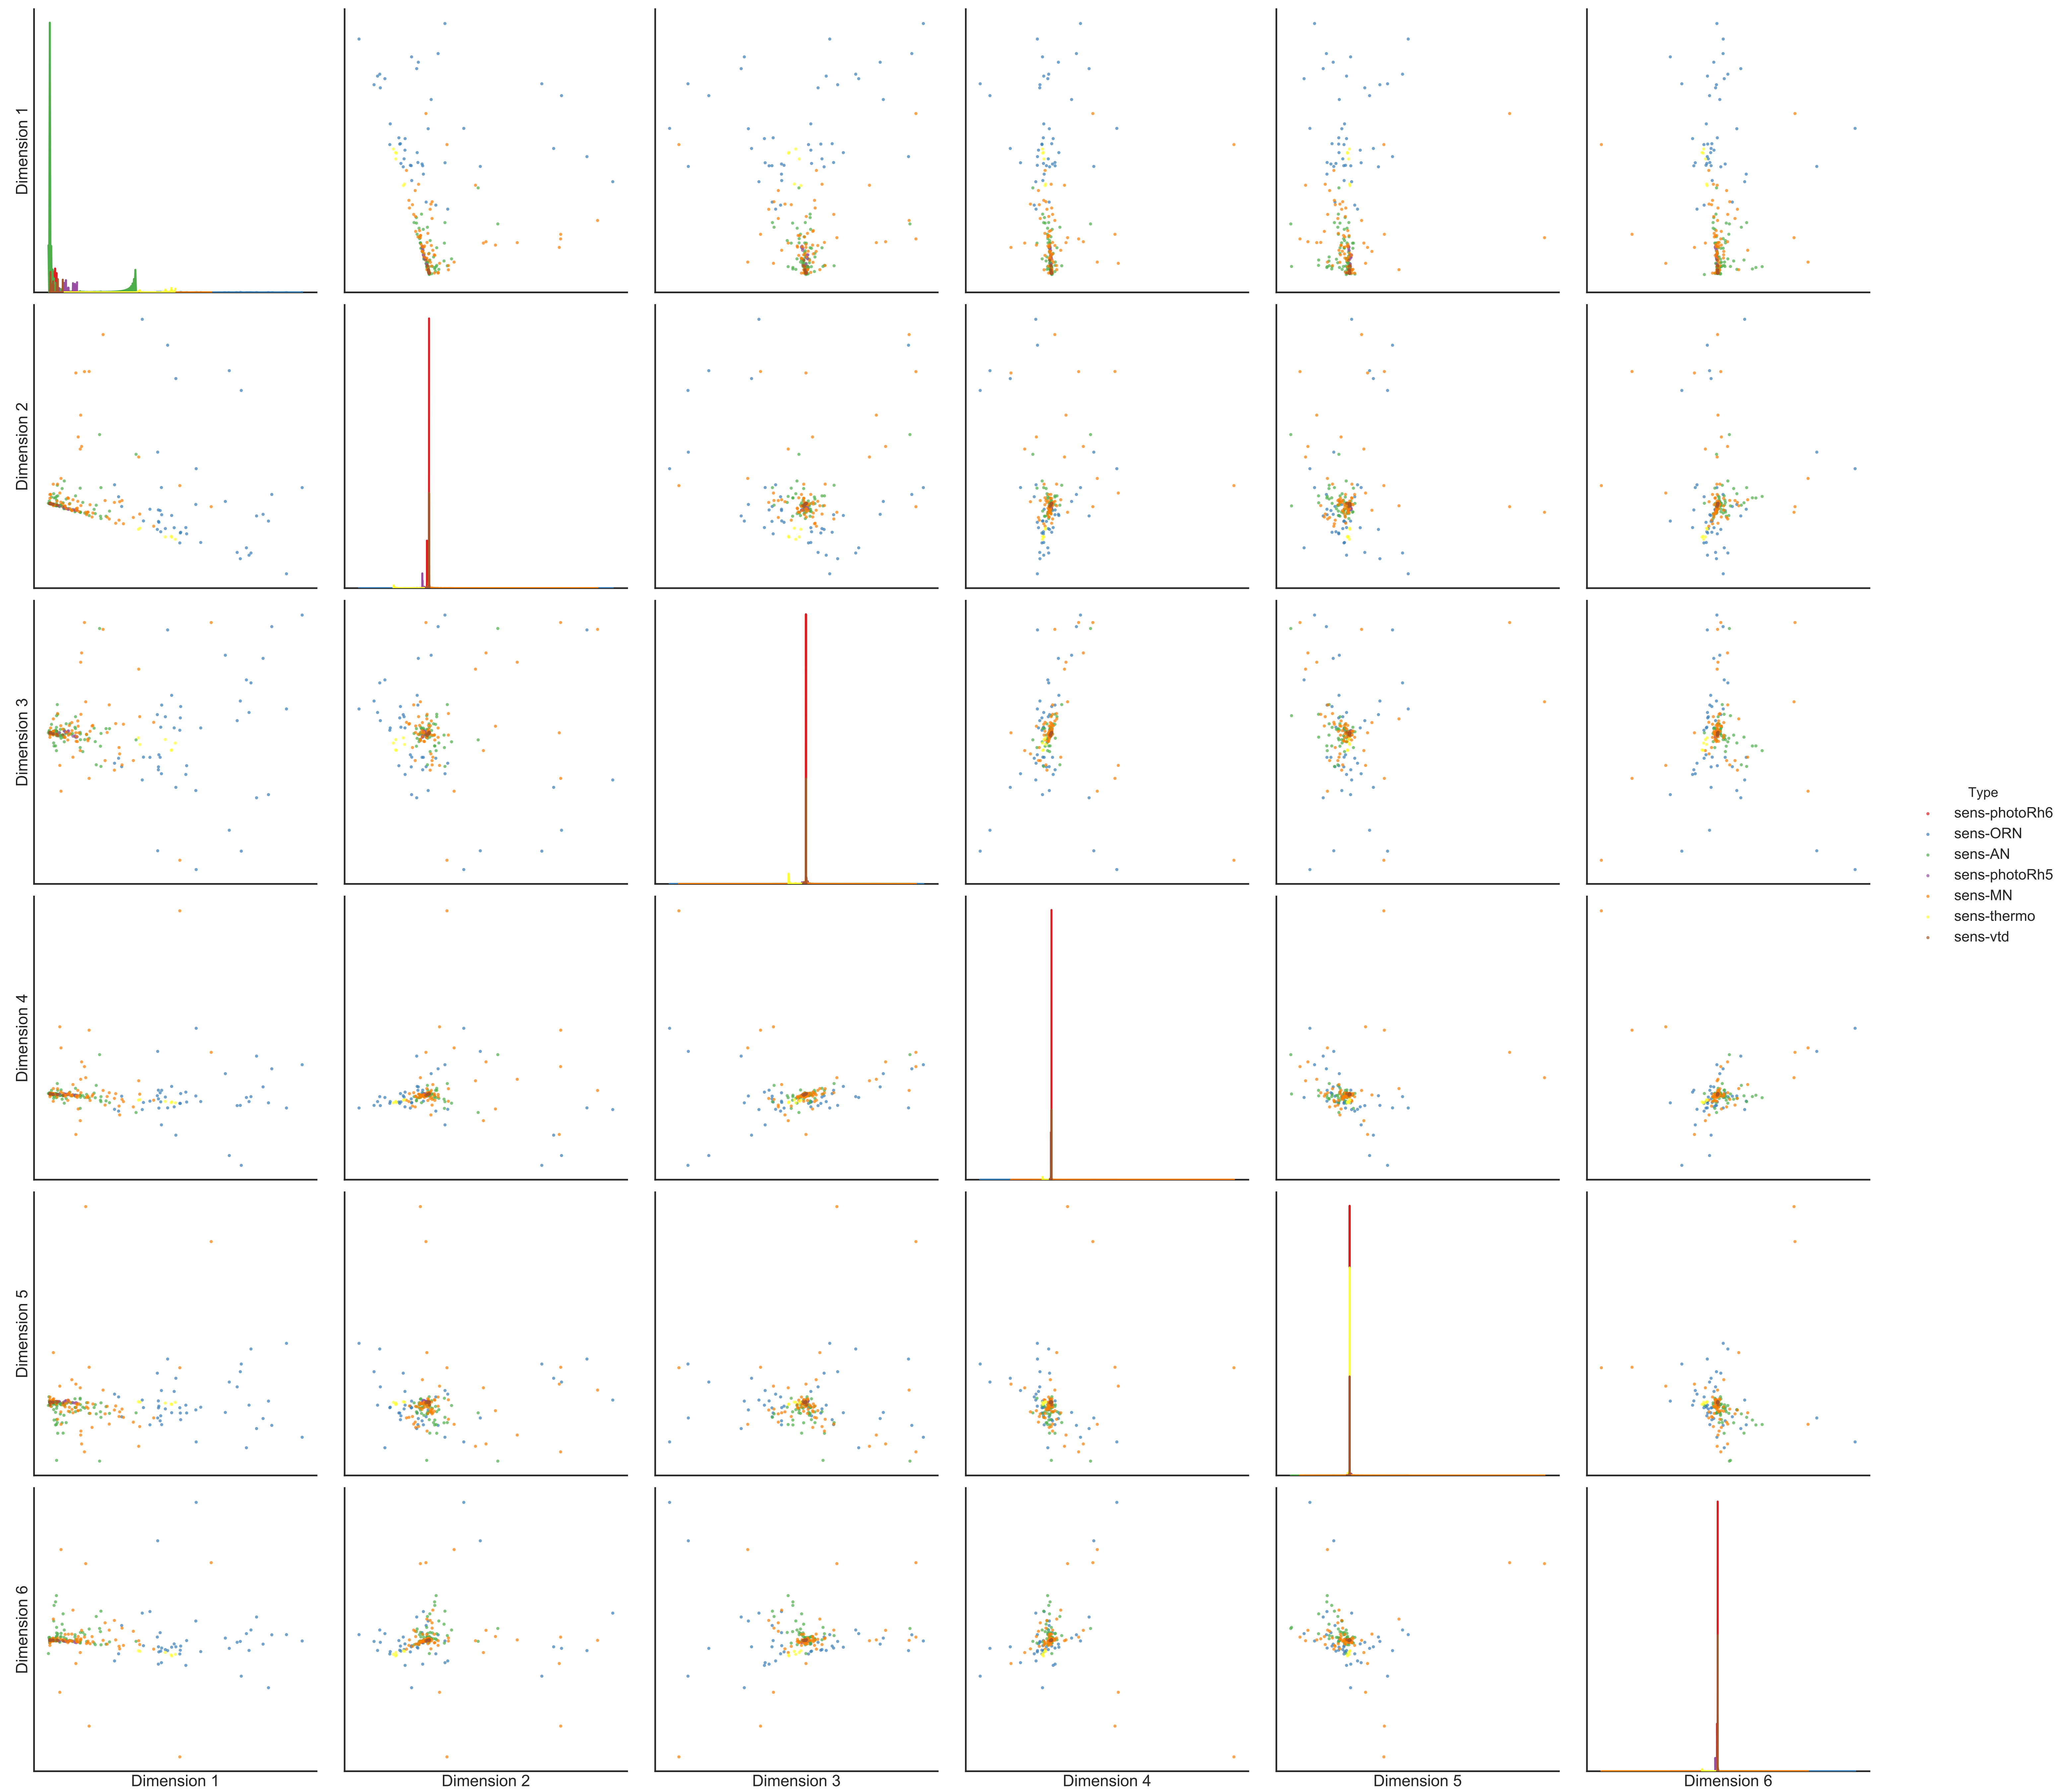 Dimension 1
Dimension 2
Dimension 3
Dimension 4
Dimension 5
Dimension 6
Dimension 1
Dimension 2
Dimension 3
Dimension 4
Dimension 5
Dimension 6
Type
sens-photoRh6
sens-ORN
sens-AN
sens-photoRh5
sens-MN
sens-thermo
sens-vtd